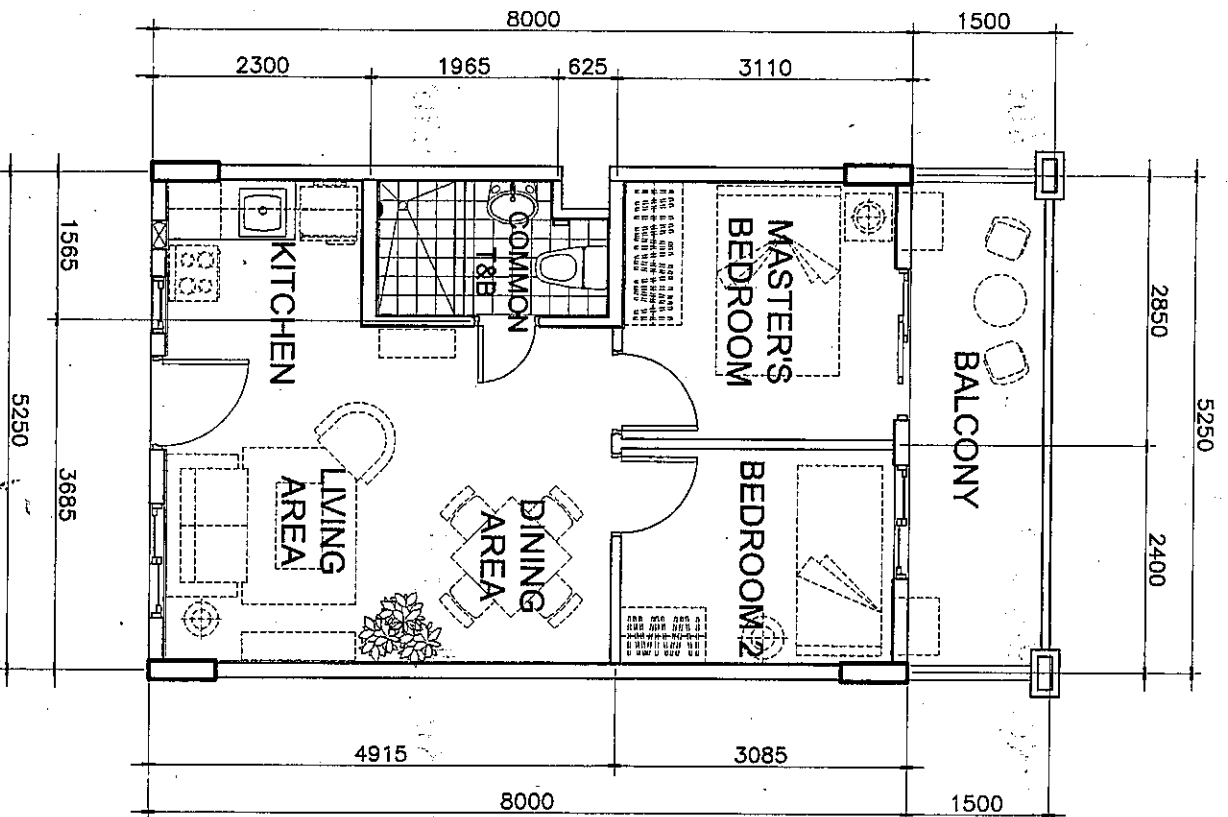 8000
1500
2300
1965
625
3110
1565
3685
5250
2850
2400
5250
KITCHEN
COMMON
T&B
MASTER'S
BEDROOM
BALCONY
LIVING
AREA
DINING
AREA
BEDROOM 2
4915
3085
8000
1500